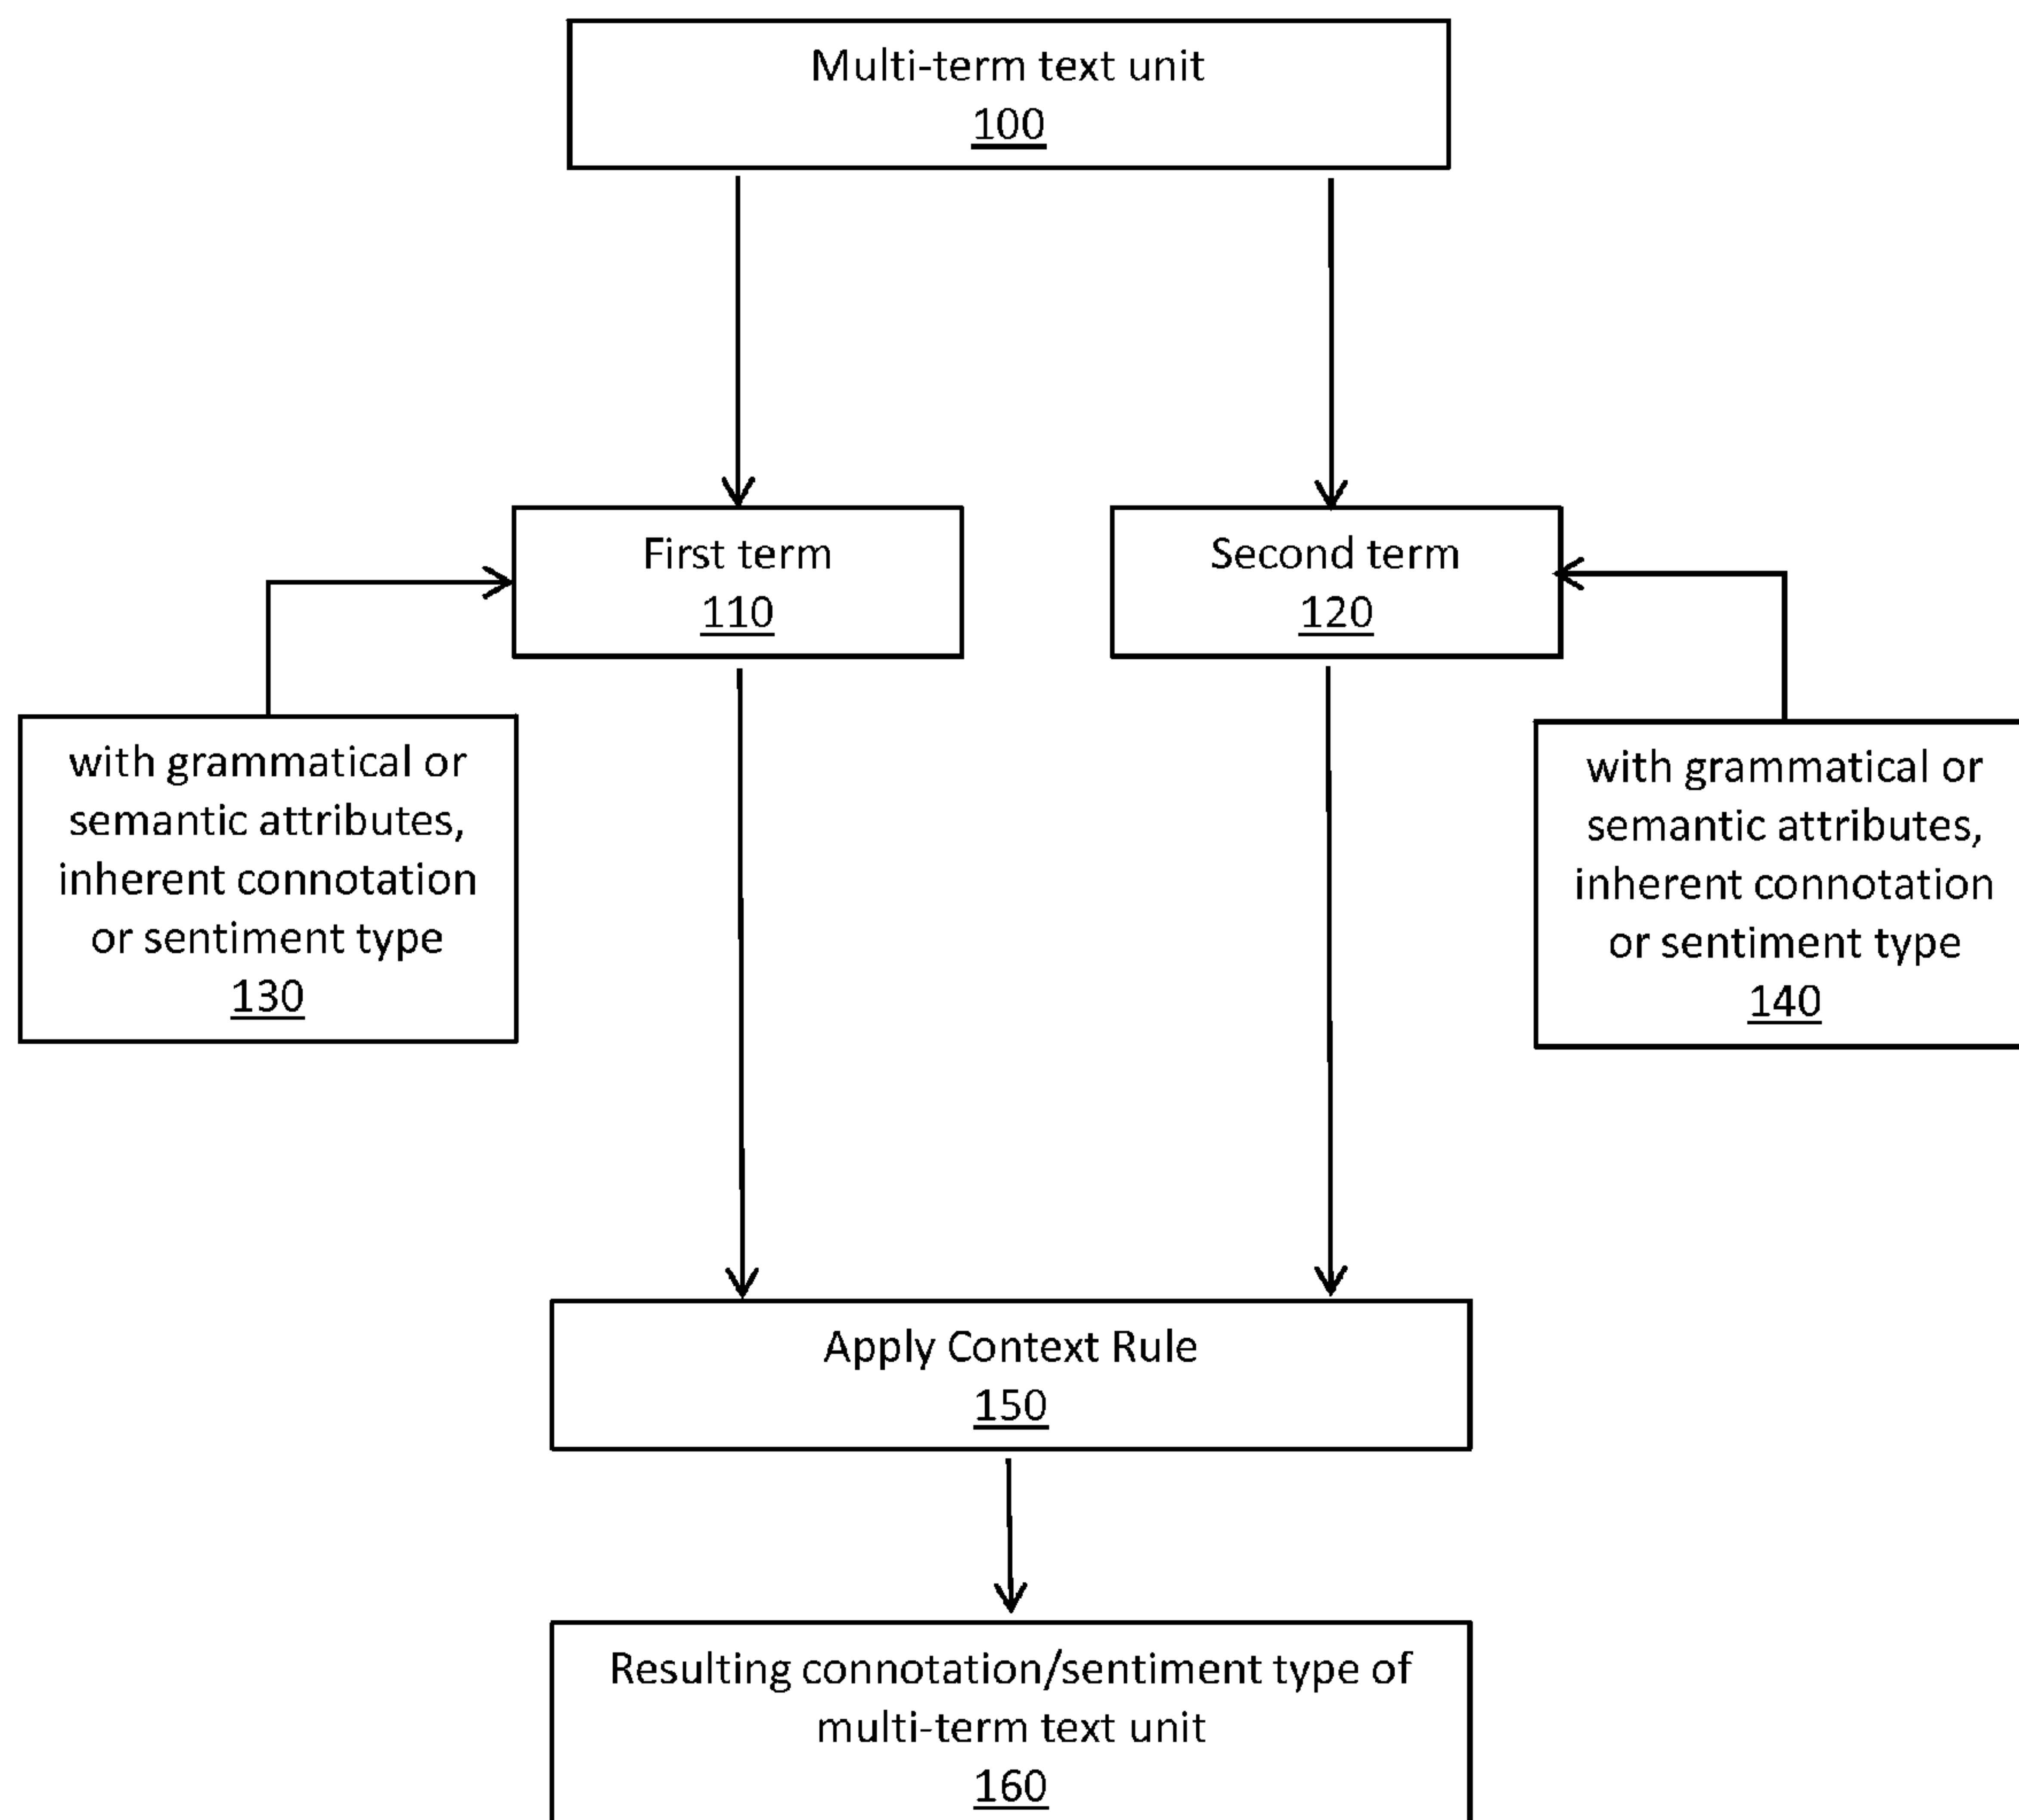 Multi-term text unit
100
First term
110
Second term
120
with grammatical or
semantic attributes,
inherent connotation
or sentiment type
130
with grammatical or
semantic attributes,
inherent connotation
or sentiment type
140
Apply Context Rule
150
Resulting connotation/sentiment type of
multi-term text unit
160